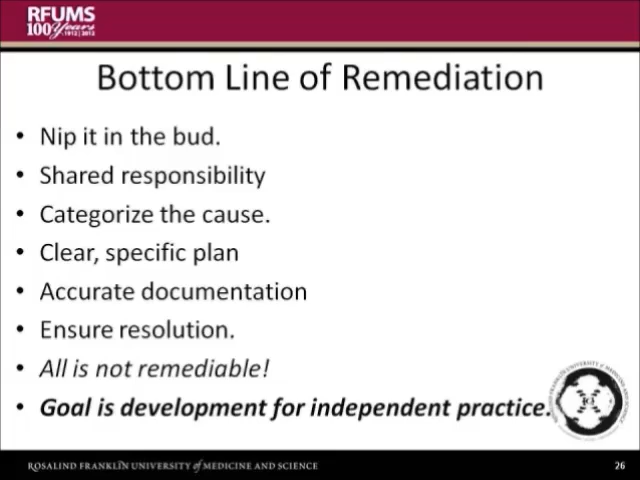 RFUMS
100 Years
1912|2012
Bottom Line of Remediation
• Nip it in the bud.
• Shared responsibility
• Categorize the cause.
• Clear, specific plan
• Accurate documentation
• Ensure resolution.
• All is not remediable!
• Goal is development for independent practice.
ROSALIND FRANKLIN UNIVERSITY of MEDICINE AND SCIENCE
26